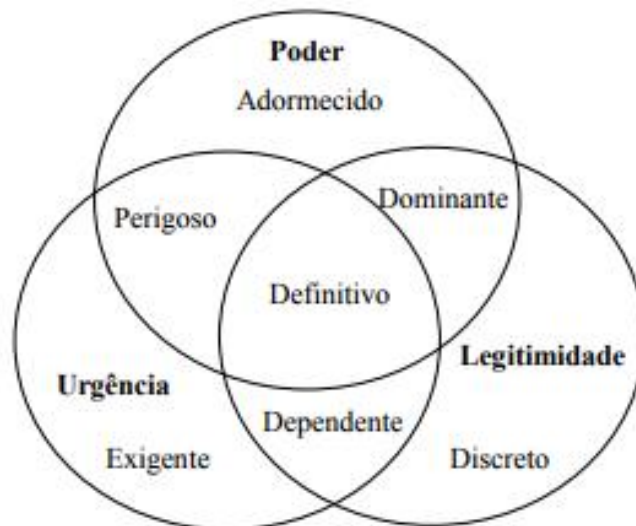 Poder
Adormecido
Perigoso
Dominante
Definitivo
Urgência
Legitimidade
Dependente
Exigente
Discreto